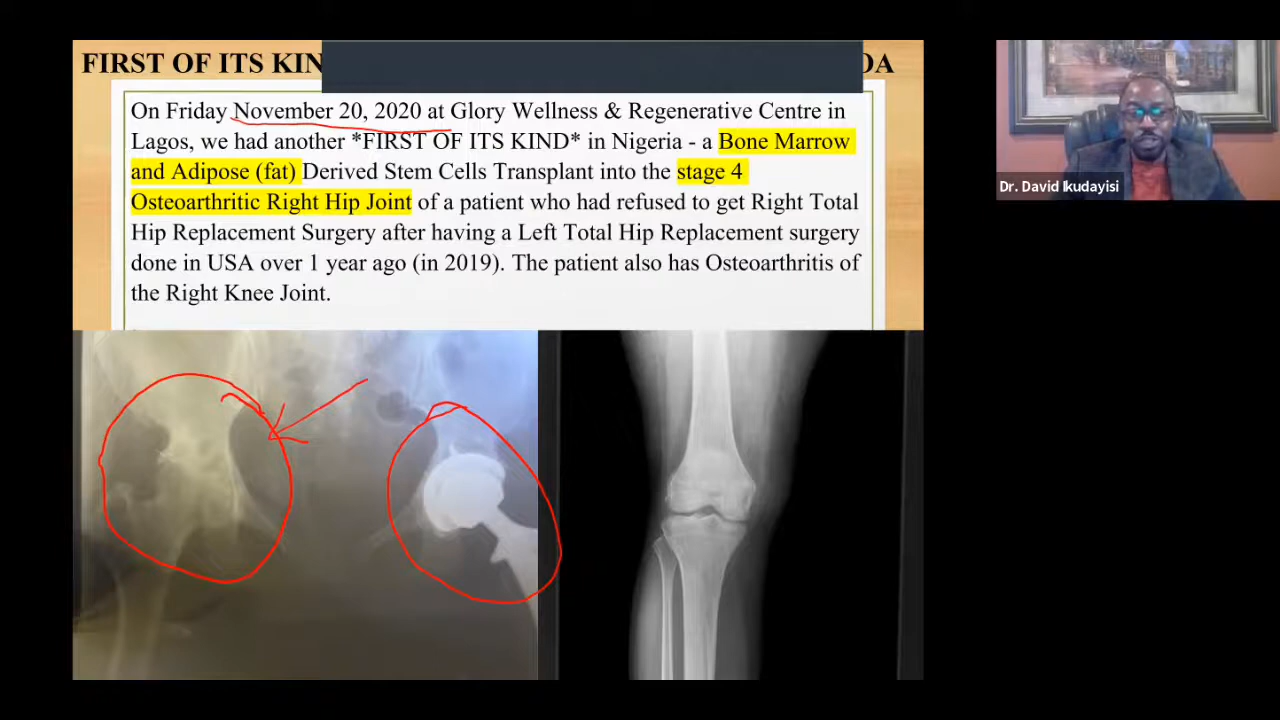 FIRST OF ITS KIN
OA
On Friday November 20, 2020 at Glory Wellness & Regenerative Centre in
Lagos, we had another *FIRST OF ITS KIND* in Nigeria - a Bone Marrow
and Adipose (fat) Derived Stem Cells Transplant into the stage 4
Osteoarthritic Right Hip Joint of a patient who had refused to get Right Total
Hip Replacement Surgery after having a Left Total Hip Replacement surgery
done in USA over 1 year ago (in 2019). The patient also has Osteoarthritis of
the Right Knee Joint.
Dr. David Ikudayisi